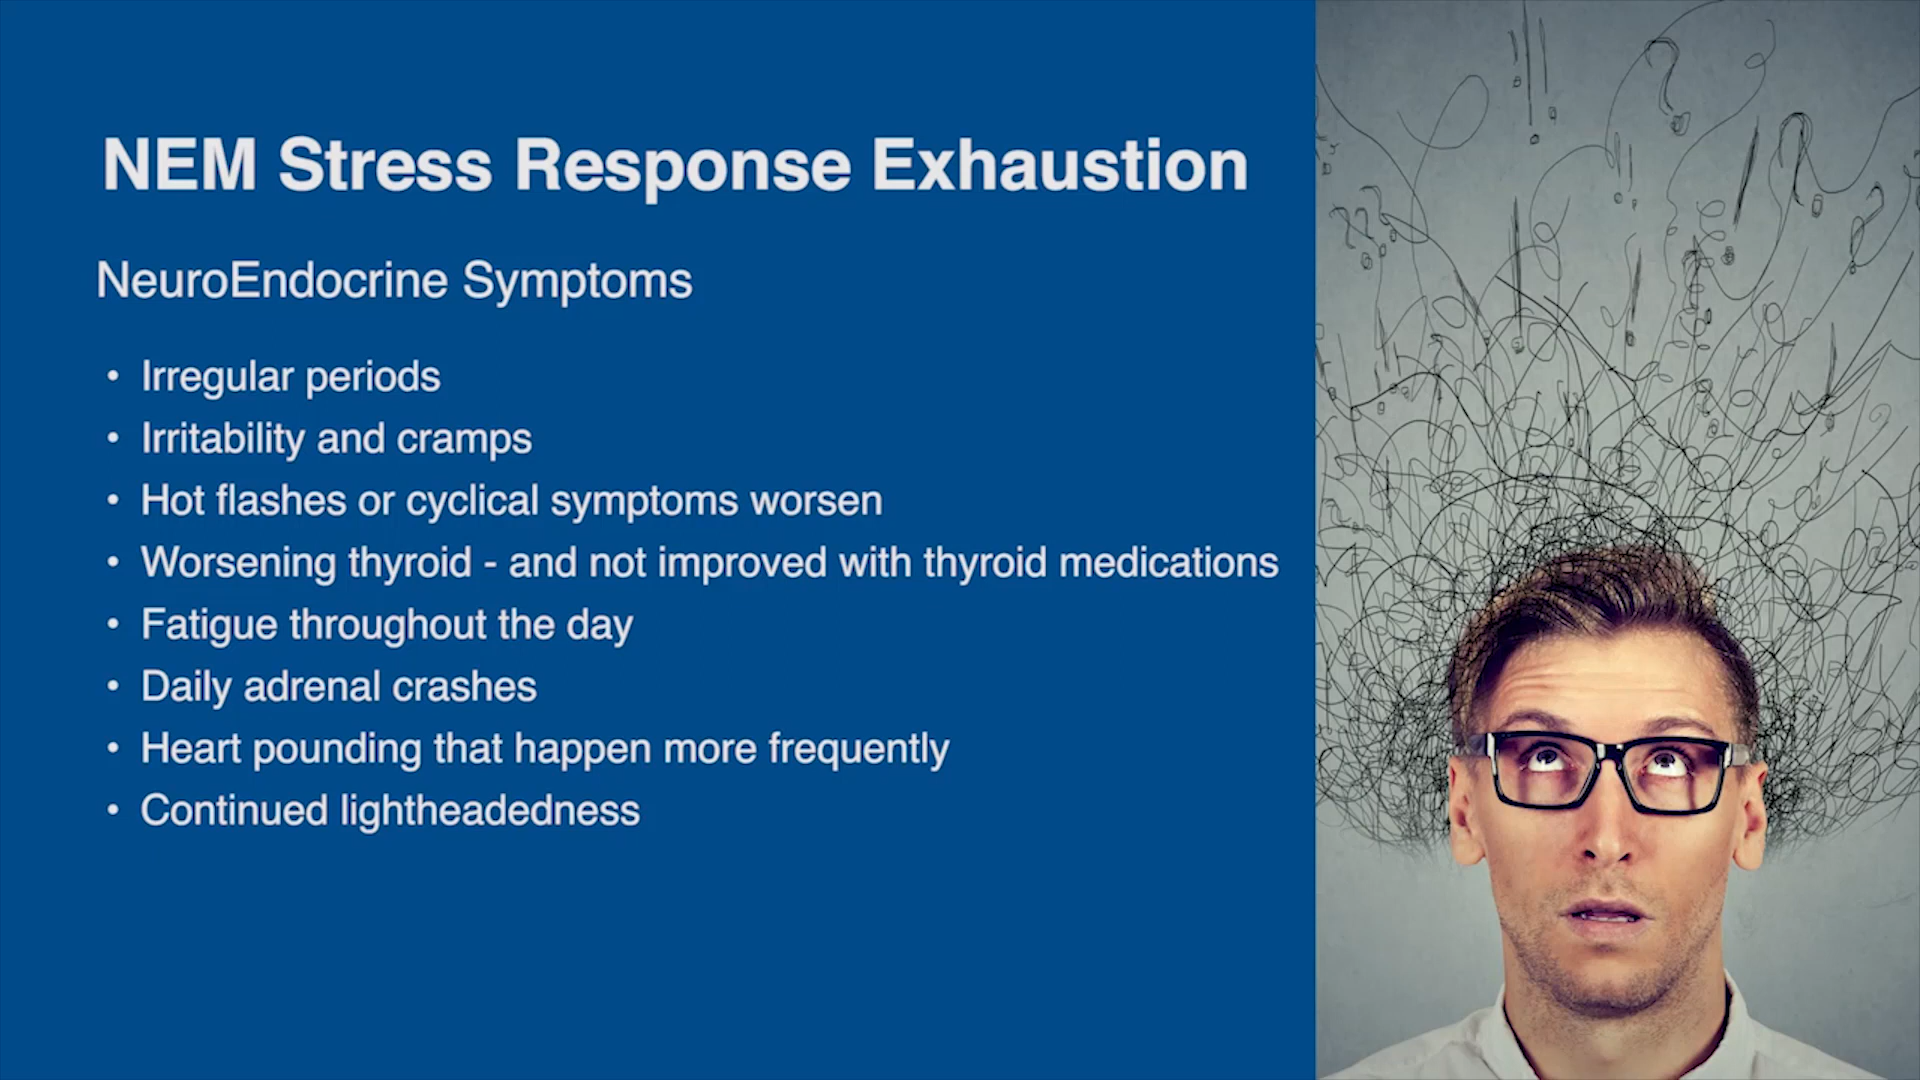 NEM Stress Response Exhaustion
NeuroEndocrine Symptoms
• Irregular periods
• Irritability and cramps
• Hot flashes or cyclical symptoms worsen
• Worsening thyroid - and not improved with thyroid medications
• Fatigue throughout the day
• Daily adrenal crashes
• Heart pounding that happen more frequently
• Continued lightheadedness